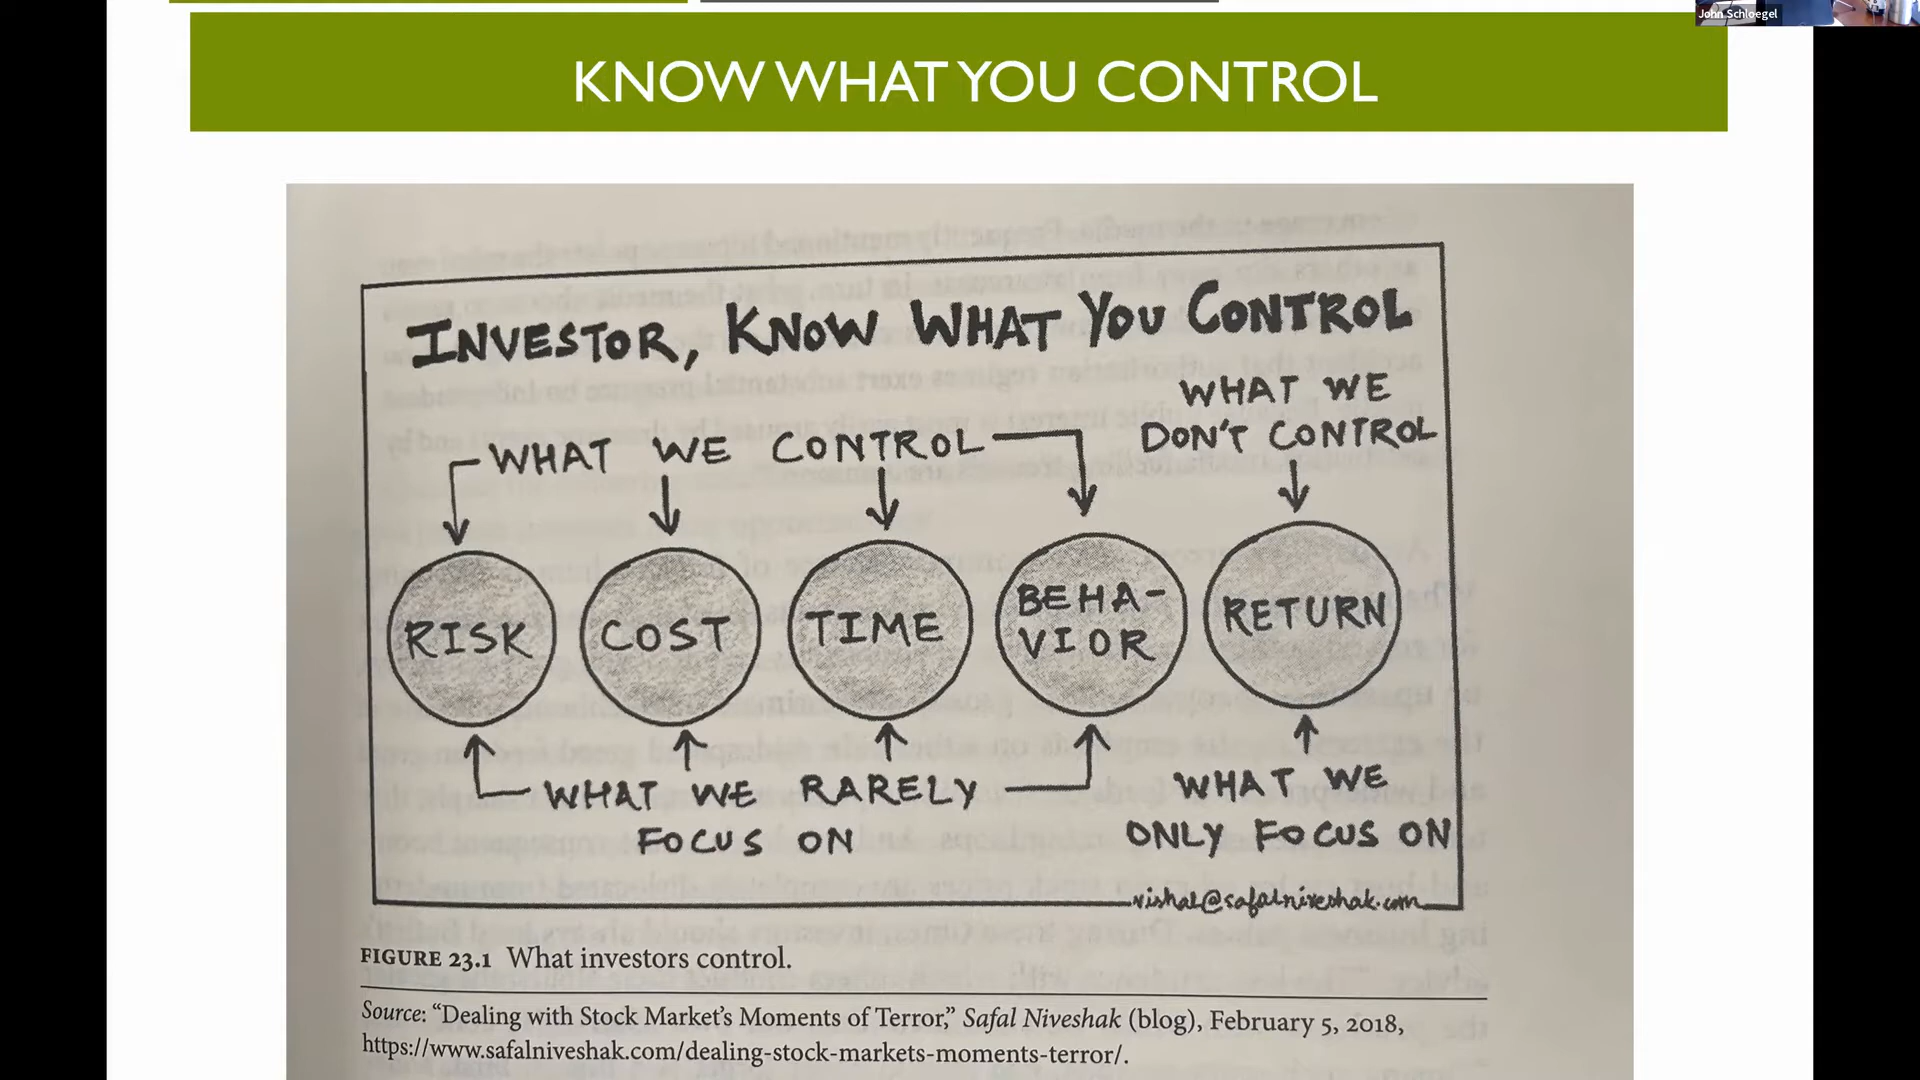 John Schloegel
KNOW WHAT YOU CONTROL
INVESTOR, KNOW WHAT YOU CONTROL
WHAT WE CONTROL
WHAT WE
DON'T CONTROL
RISK
COST
TIME
BEHA-
VIOR
RETURN
WHAT WE RARELY
FOCUS ON
WHAT WE
ONLY FOCUS ON
vishal@safalniveshak.com
FIGURE 23.1 What investors control.
Source: “Dealing with Stock Market’s Moments of Terror,” Safal Niveshak (blog), February 5, 2018,
https://www.safalniveshak.com/dealing-stock-markets-moments-terror/.